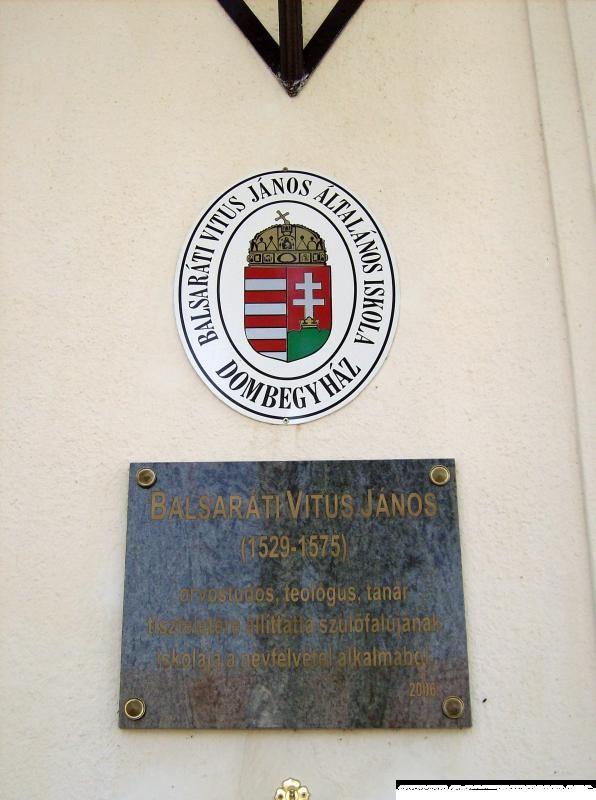 BALSARÁTI VITUS JÁNOS ÁLTALÁNOS ISKOLA
DOMBEGYHÁZ
BALSARÁTI VITUS JÁNOS
(1529-1575)
orvostudós, teológus, tanár
tiszteletére állíttatta szülőfalujának
iskolája a névfelvétel alkalmából.
2006